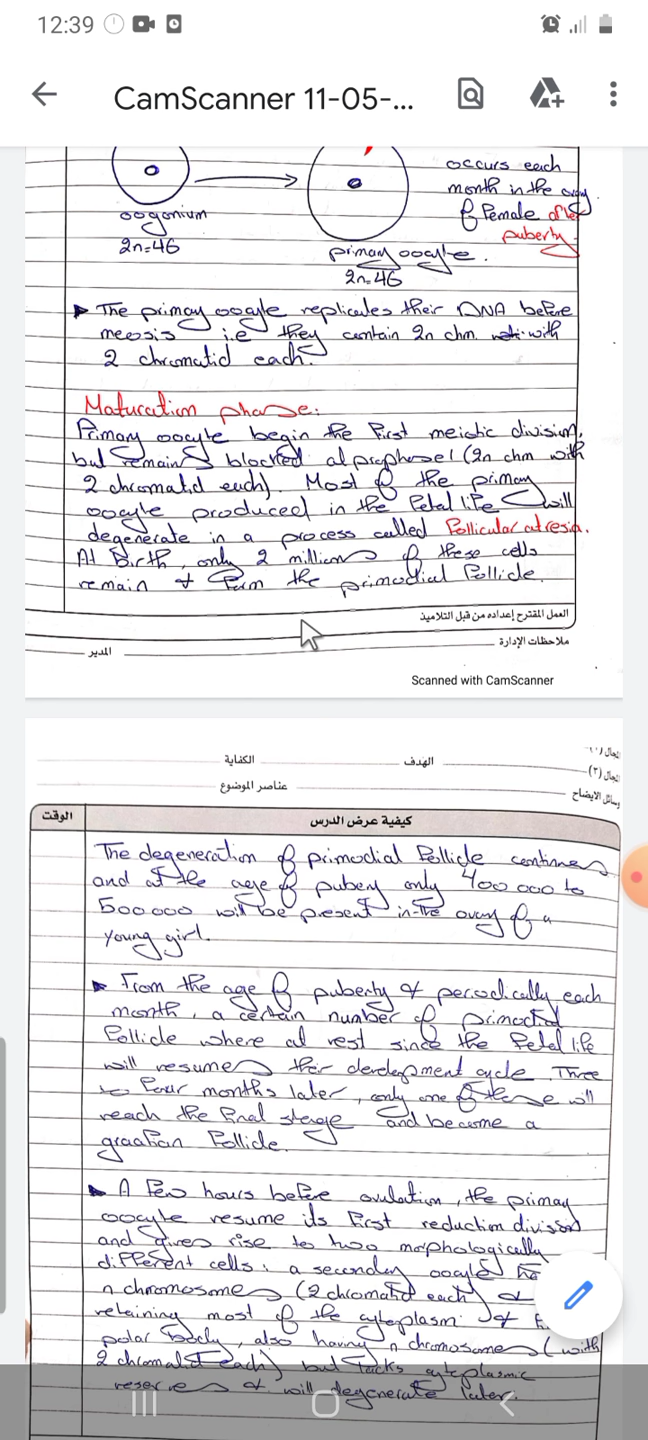 12:39
CamScanner 11-05-...
occurs each
month in the ovary
of Female after
puberty.
oogonium
2n=46
primary oocyte.
2n=46
The primary oocyte replicates their DNA before
meosis i.e they contain 2n chm. with
2 chromatid each.
Maturation phase:
Primary oocyte begin the first meiotic division,
but remains blocked at prophase I (2n chm with
2 chromatid each). Most of the primary
oocyte produced in the fetal life will
degenerate in a process called Follicular atresia.
At Birth, only 2 millions of these cells
remain & form the primodial follicle.
العمل المقترح إعداده من قبل التلاميذ
ملاحظات الإدارة
المدير
Scanned with CamScanner
الهدف
الكفاية
(٢)
عناصر الموضوع
وسائل الايضاح
كيفية عرض الدرس
الوقت
The degeneration of primodial follicle continues
and at the age of pubery only 400 000 to
500 000 will be present in the ovary of a
young girl.
From the age of puberty & periodically each
month, a certain number of primodial
follicle where at rest since the fetal life
will resumes their development cycle. Three
to four months later, only one of these will
reach the final stage and become a
graafian follicle.
A few hours before ovulation, the primary
oocyte resume its first reduction division
and gives rise to two morphologically
different cells: a secondary oocyte
n chromosomes (2 chromatid each) &
retaining most of the cytoplasm. &
polar body, also having n chromosomes (with
2 chromatid each) but lacks cytoplasmic
reserves & will degenerate later.